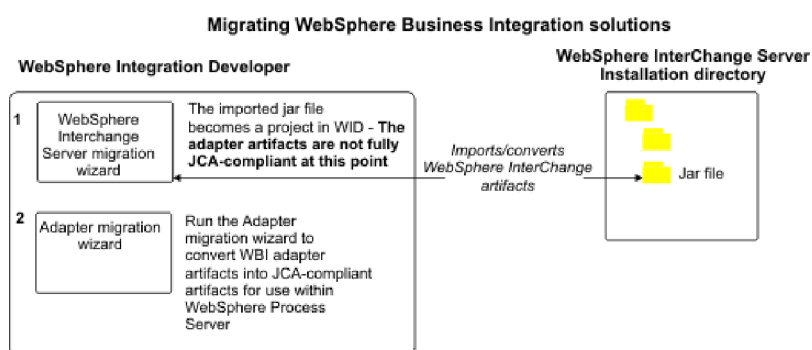 Migrating WebSphere Business Integration solutions
WebSphere InterChange Server
Installation directory
WebSphere Integration Developer
1
WebSphere
Interchange
Server migration
wizard
The imported jar file
becomes a project in WID - The
adapter artifacts are not fully
JCA-compliant at this point
Imports/converts
WebSphere InterChange
artifacts
Jar file
2
Adapter migration
wizard
Run the Adapter
migration wizard to
convert WBI adapter
artifacts into JCA-compliant
artifacts for use within
WebSphere Process
Server